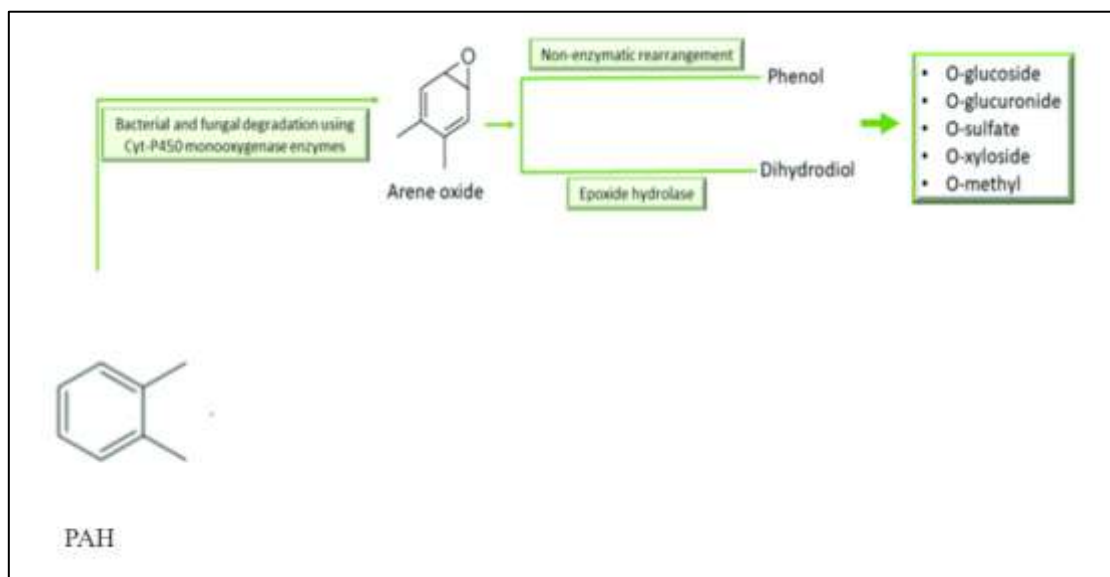 O
Non-enzymatic rearrangement
Phenol
Bacterial and fungal degradation using
Cyt-P450 monooxygenase enzymes
Arene oxide
Dihydrodiol
Epoxide hydrolase
• O-glucoside
• O-glucuronide
• O-sulfate
• O-xyloside
• O-methyl
PAH